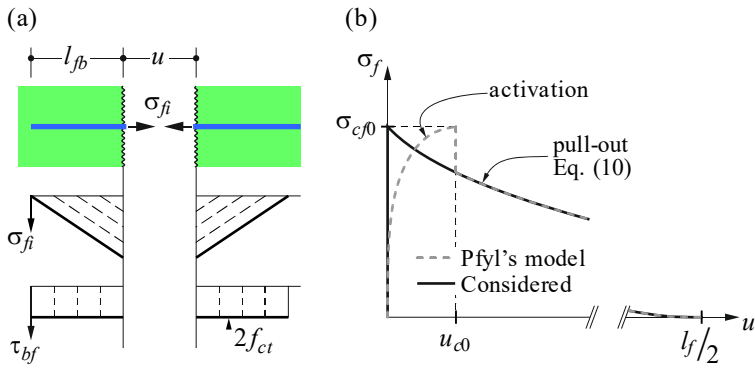 (a)
l_fb
u
σ_fi
σ_fi
τ_bf
2f_ct
(b)
σ_f
activation
σ_cf0
pull-out
Eq. (10)
Pfyl's model
Considered
u_c0
l_f/2
u